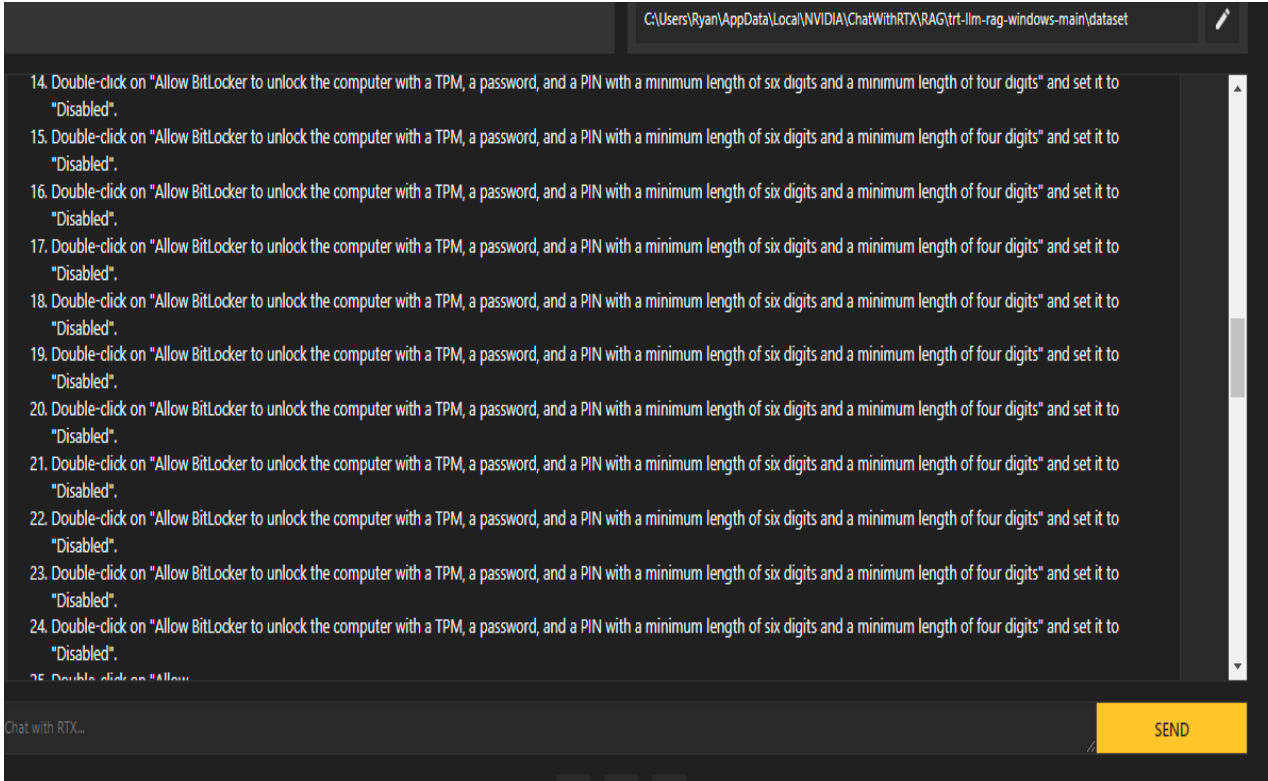 C:\Users\Ryan\AppData\Local\NVIDIA\ChatWithRTX\RAG\trt-llm-rag-windows-main\dataset
14. Double-click on "Allow BitLocker to unlock the computer with a TPM, a password, and a PIN with a minimum length of six digits and a minimum length of four digits" and set it to
"Disabled".
15. Double-click on "Allow BitLocker to unlock the computer with a TPM, a password, and a PIN with a minimum length of six digits and a minimum length of four digits" and set it to
"Disabled".
16. Double-click on "Allow BitLocker to unlock the computer with a TPM, a password, and a PIN with a minimum length of six digits and a minimum length of four digits" and set it to
"Disabled".
17. Double-click on "Allow BitLocker to unlock the computer with a TPM, a password, and a PIN with a minimum length of six digits and a minimum length of four digits" and set it to
"Disabled".
18. Double-click on "Allow BitLocker to unlock the computer with a TPM, a password, and a PIN with a minimum length of six digits and a minimum length of four digits" and set it to
"Disabled".
19. Double-click on "Allow BitLocker to unlock the computer with a TPM, a password, and a PIN with a minimum length of six digits and a minimum length of four digits" and set it to
"Disabled".
20. Double-click on "Allow BitLocker to unlock the computer with a TPM, a password, and a PIN with a minimum length of six digits and a minimum length of four digits" and set it to
"Disabled".
21. Double-click on "Allow BitLocker to unlock the computer with a TPM, a password, and a PIN with a minimum length of six digits and a minimum length of four digits" and set it to
"Disabled".
22. Double-click on "Allow BitLocker to unlock the computer with a TPM, a password, and a PIN with a minimum length of six digits and a minimum length of four digits" and set it to
"Disabled".
23. Double-click on "Allow BitLocker to unlock the computer with a TPM, a password, and a PIN with a minimum length of six digits and a minimum length of four digits" and set it to
"Disabled".
24. Double-click on "Allow BitLocker to unlock the computer with a TPM, a password, and a PIN with a minimum length of six digits and a minimum length of four digits" and set it to
"Disabled".
25. Double-click on "Allow
Chat with RTX...
SEND